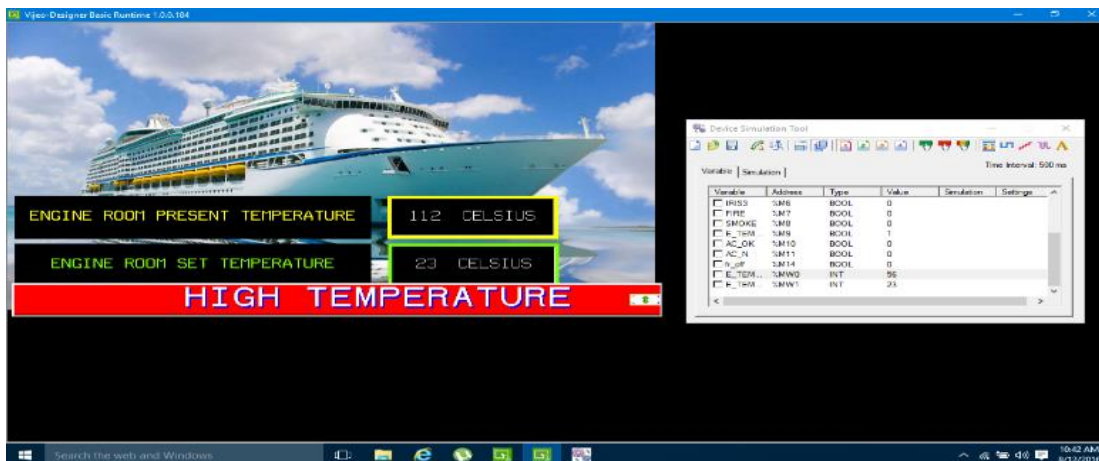 Vijeo-Designer Basic Runtime 1.0.0.184
ENGINE ROOM PRESENT TEMPERATURE 112 CELSIUS
ENGINE ROOM SET TEMPERATURE 23 CELSIUS
HIGH TEMPERATURE
Device Simulation Tool
Time Interval: 500 ms
Variable Simulation
Variable Address Type Value Simulation Settings
IRIS3 %M6 BOOL 0
FIRE %M7 BOOL 0
SMOKE %M8 BOOL 0
E_TEM... %M9 BOOL 1
AC_OK %M10 BOOL 0
AC_N %M11 BOOL 0
%M14 BOOL 0
E_TEM... %MW0 INT 56
E_TEM... %MW1 INT 23
Search the web and Windows
10:42 AM